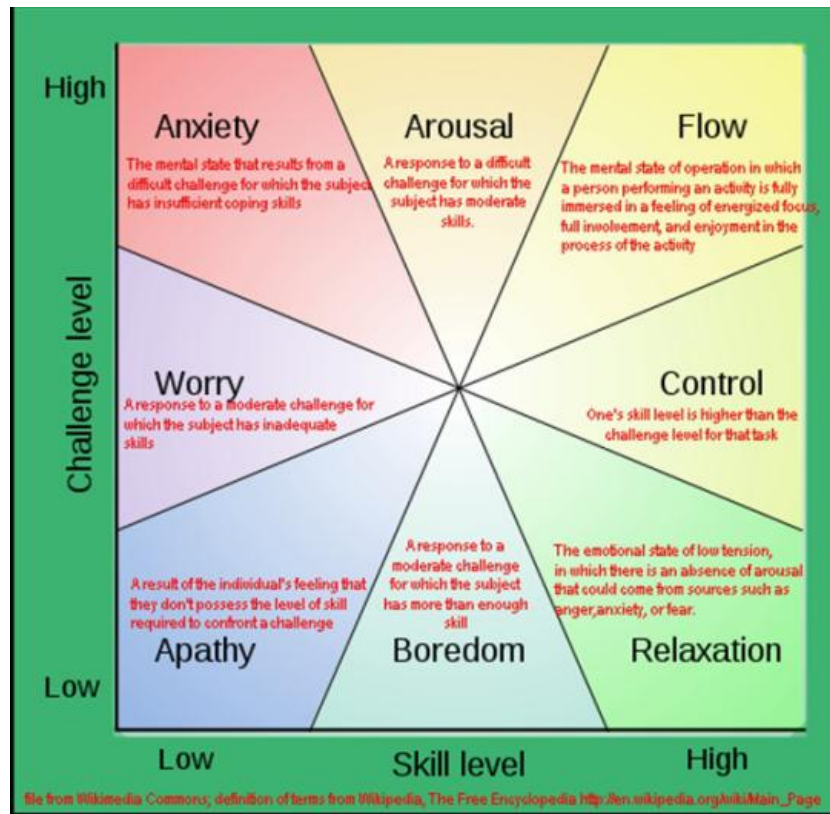 High
Anxiety
The mental state that results from a
difficult challenge for which the subject
has insufficient coping skills
Arousal
A response to a difficult
challenge for which the
subject has moderate
skills.
Flow
The mental state of operation in which
a person performing an activity is fully
immersed in a feeling of energized focus,
full involvement, and enjoyment in the
process of the activity
Challenge level
Worry
A response to a moderate challenge for
which the subject has inadequate
skills
Control
One's skill level is higher than the
challenge level for that task
A result of the individual's feeling that
they don't possess the level of skill
required to confront a challenge
Apathy
A response to a
moderate challenge
for which the subject
has more than enough
skill
Boredom
The emotional state of low tension,
in which there is an absence of arousal
that could come from sources such as
anger,anxiety, or fear.
Relaxation
Low
Low
Skill level
High
file from Wikimedia Commons; definition of terms from Wikipedia, The Free Encyclopedia http://en.wikipedia.org/wiki/Main_Page